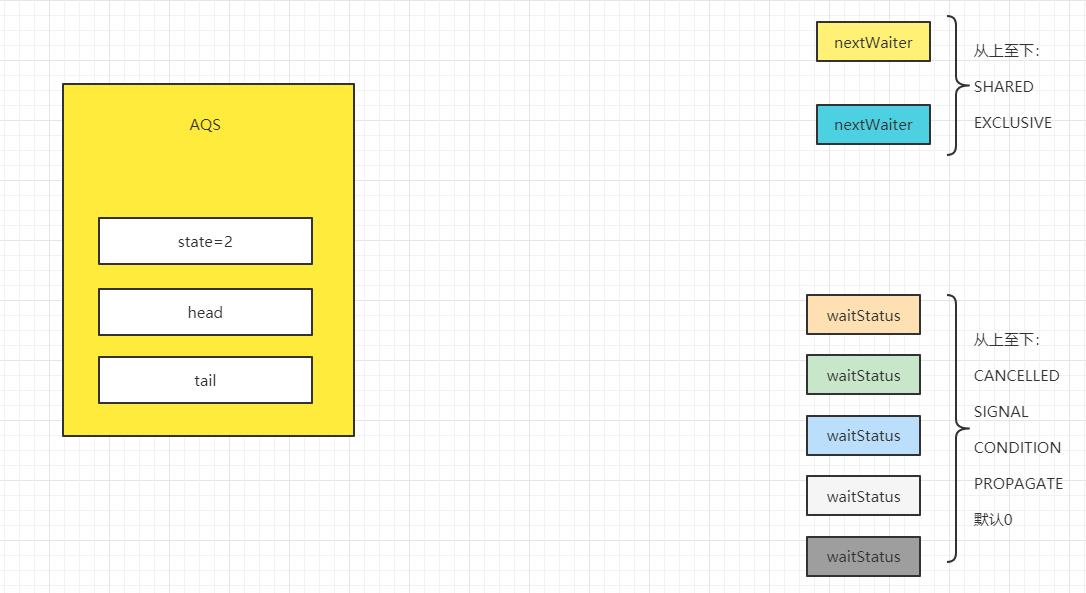 AQS
state=2
head
tail
nextWaiter
nextWaiter
从上至下：
SHARED
EXCLUSIVE
waitStatus
waitStatus
waitStatus
waitStatus
waitStatus
从上至下：
CANCELLED
SIGNAL
CONDITION
PROPAGATE
默认0